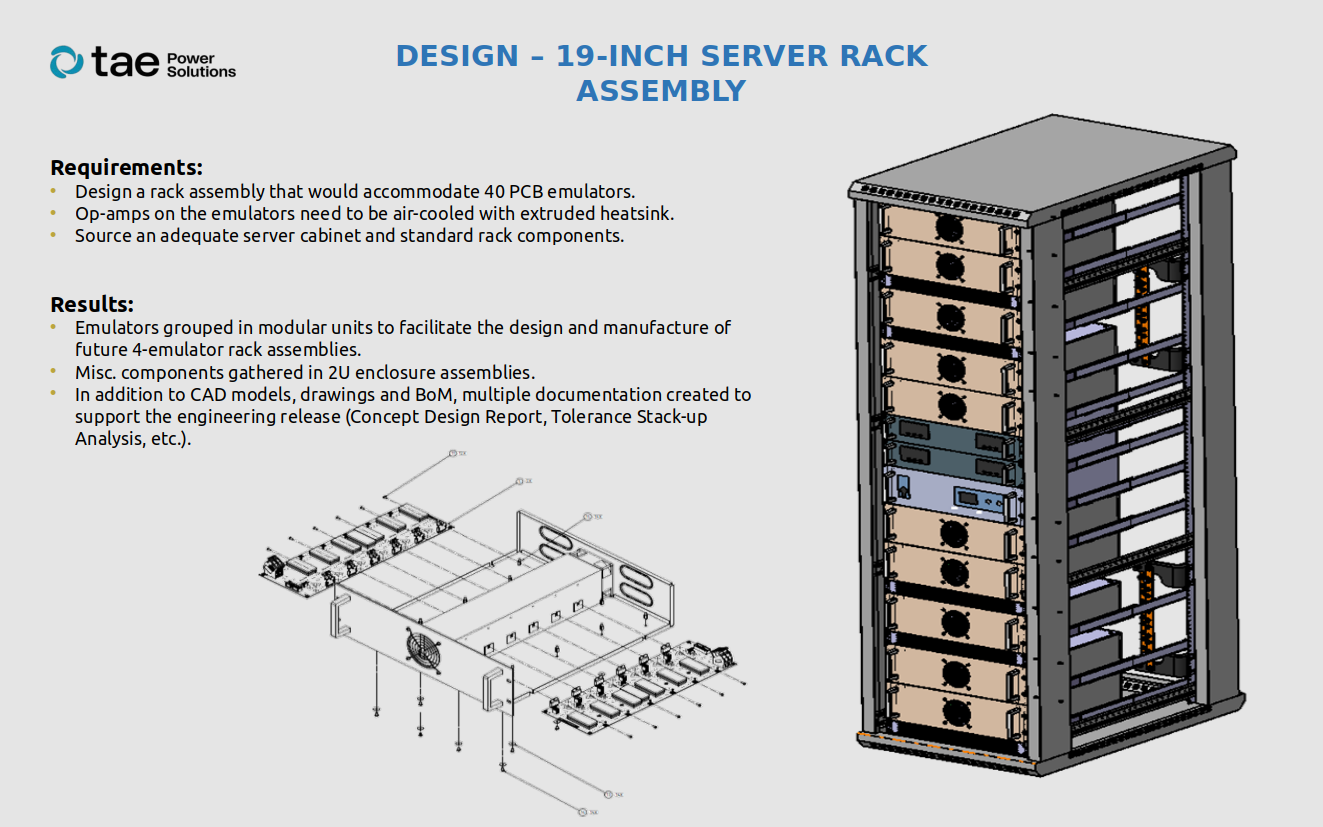 tae Power
Solutions
DESIGN – 19-INCH SERVER RACK
ASSEMBLY
Requirements:
• Design a rack assembly that would accommodate 40 PCB emulators.
• Op-amps on the emulators need to be air-cooled with extruded heatsink.
• Source an adequate server cabinet and standard rack components.
Results:
• Emulators grouped in modular units to facilitate the design and manufacture of
future 4-emulator rack assemblies.
• Misc. components gathered in 2U enclosure assemblies.
• In addition to CAD models, drawings and BoM, multiple documentation created to
support the engineering release (Concept Design Report, Tolerance Stack-up
Analysis, etc.).